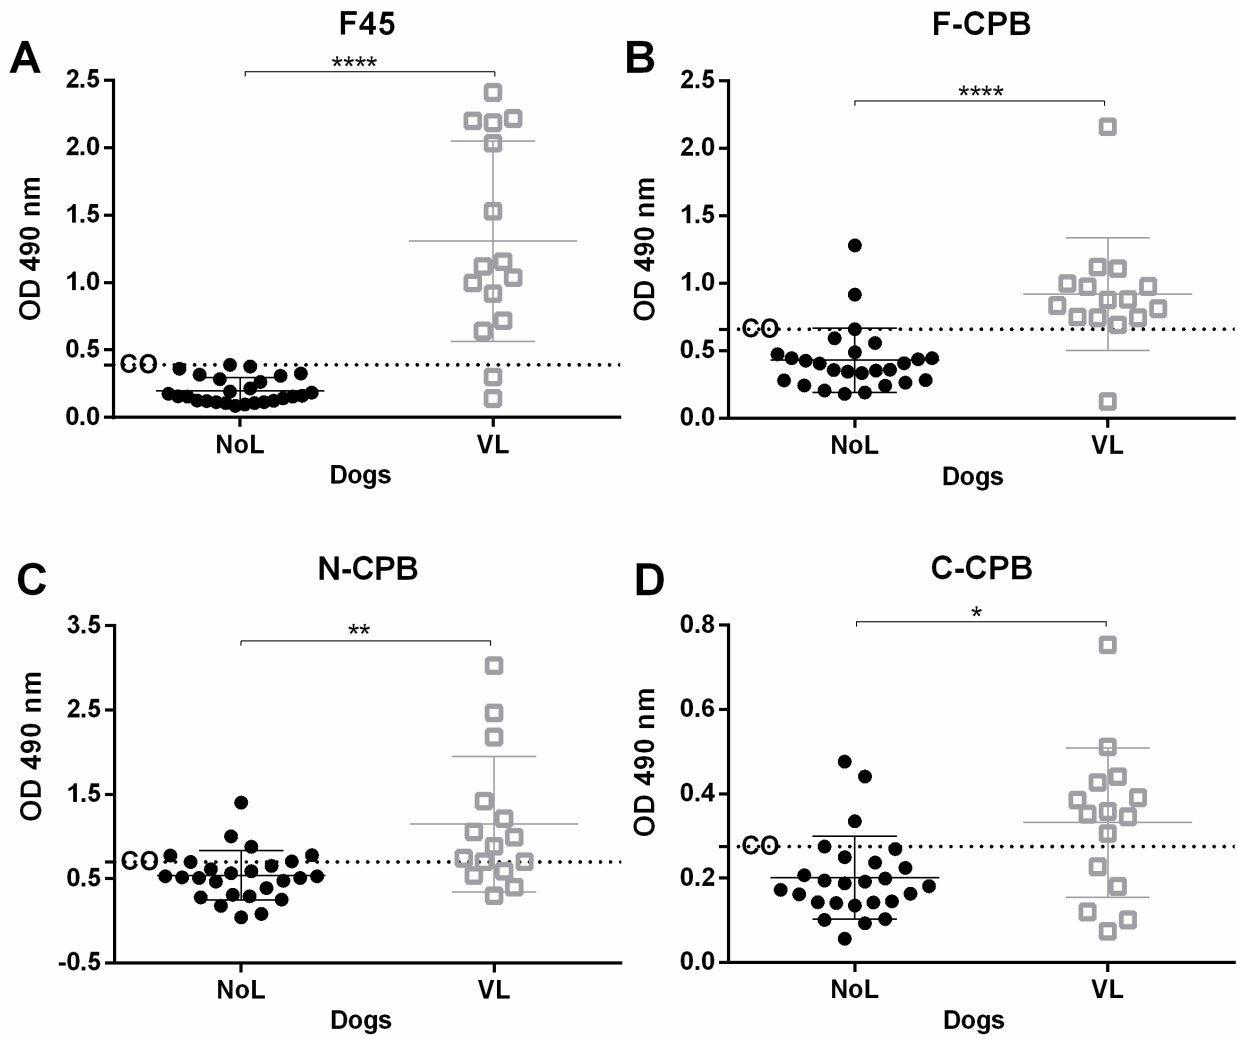 F45
F-CPB
A
B
****
****
2.5
2.0
1.5
1.0
0.5
0.0
OD 490 nm
CO
NoL
VL
Dogs
2.5
2.0
1.5
1.0
0.5
0.0
OD 490 nm
CO
NoL
VL
Dogs
N-CPB
C-CPB
C
D
**
*
3.5
2.5
1.5
0.5
-0.5
OD 490 nm
CO
NoL
VL
Dogs
0.8
0.6
0.4
0.2
0.0
OD 490 nm
CO
NoL
VL
Dogs